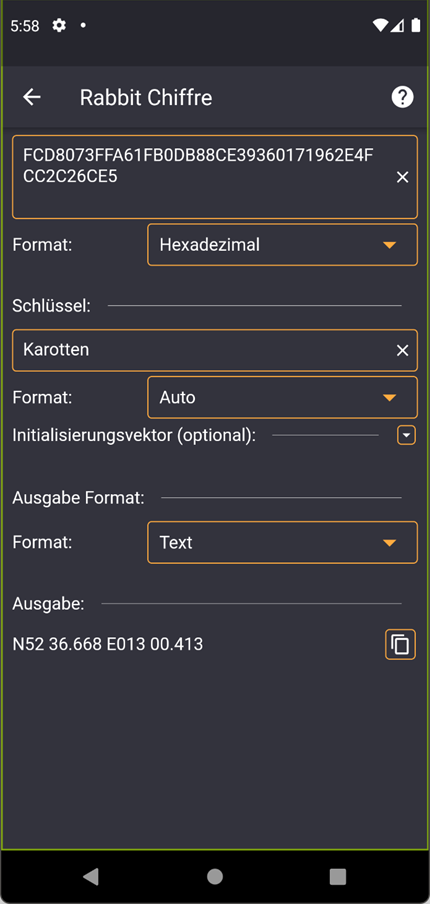 5:58
Rabbit Chiffre
FCD8073FFA61FB0DB88CE39360171962E4F
CC2C26CE5
Format: Hexadezimal
Schlüssel:
Karotten
Format: Auto
Initialisierungsvektor (optional):
Ausgabe Format:
Format: Text
Ausgabe:
N52 36.668 E013 00.413